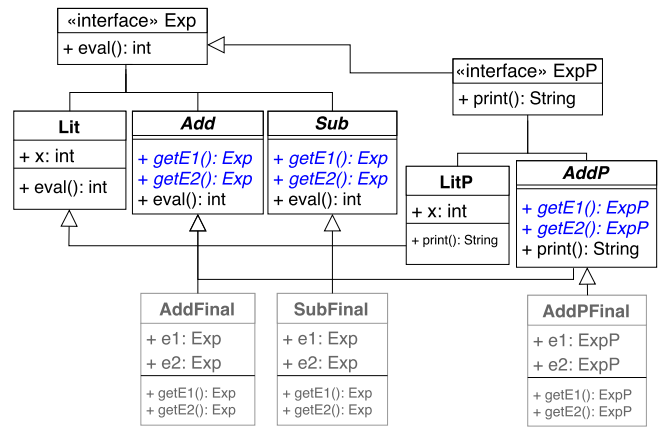 «interface» Exp
+ eval(): int
«interface» ExpP
+ print(): String
Lit
+ x: int
+ eval(): int
Add
+ getE1(): Exp
+ getE2(): Exp
+ eval(): int
Sub
+ getE1(): Exp
+ getE2(): Exp
+ eval(): int
LitP
+ x: int
+ print(): String
AddP
+ getE1(): ExpP
+ getE2(): ExpP
+ print(): String
AddFinal
+ e1: Exp
+ e2: Exp
+ getE1(): Exp
+ getE2(): Exp
SubFinal
+ e1: Exp
+ e2: Exp
+ getE1(): Exp
+ getE2(): Exp
AddPFinal
+ e1: ExpP
+ e2: ExpP
+ getE1(): ExpP
+ getE2(): ExpP